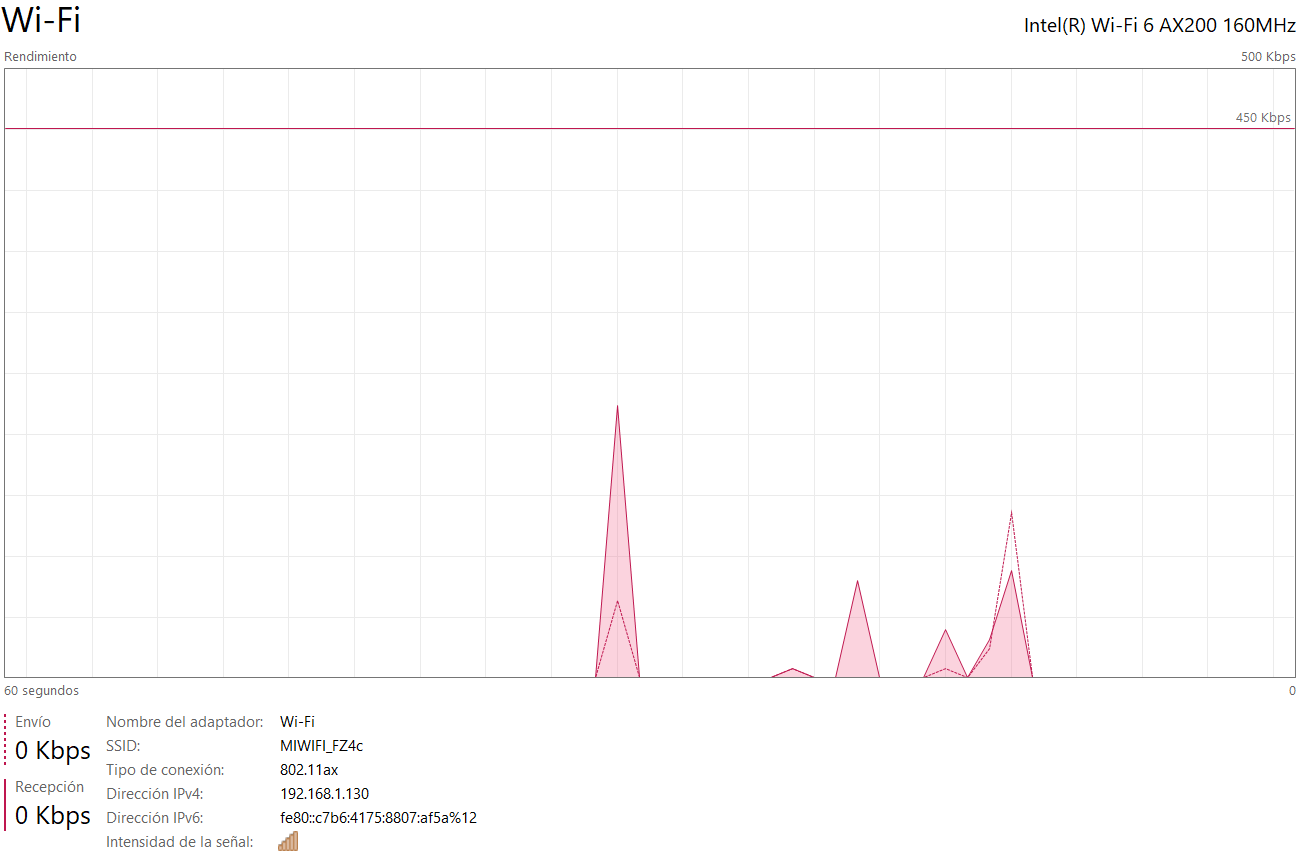 Wi-Fi
Intel(R) Wi-Fi 6 AX200 160MHz
Rendimiento
500 Kbps
450 Kbps
60 segundos
0
Envío
0 Kbps
Recepción
0 Kbps
Nombre del adaptador: Wi-Fi
SSID: MIWIFI_FZ4c
Tipo de conexión: 802.11ax
Dirección IPv4: 192.168.1.130
Dirección IPv6: fe80::c7b6:4175:8807:af5a%12
Intensidad de la señal: